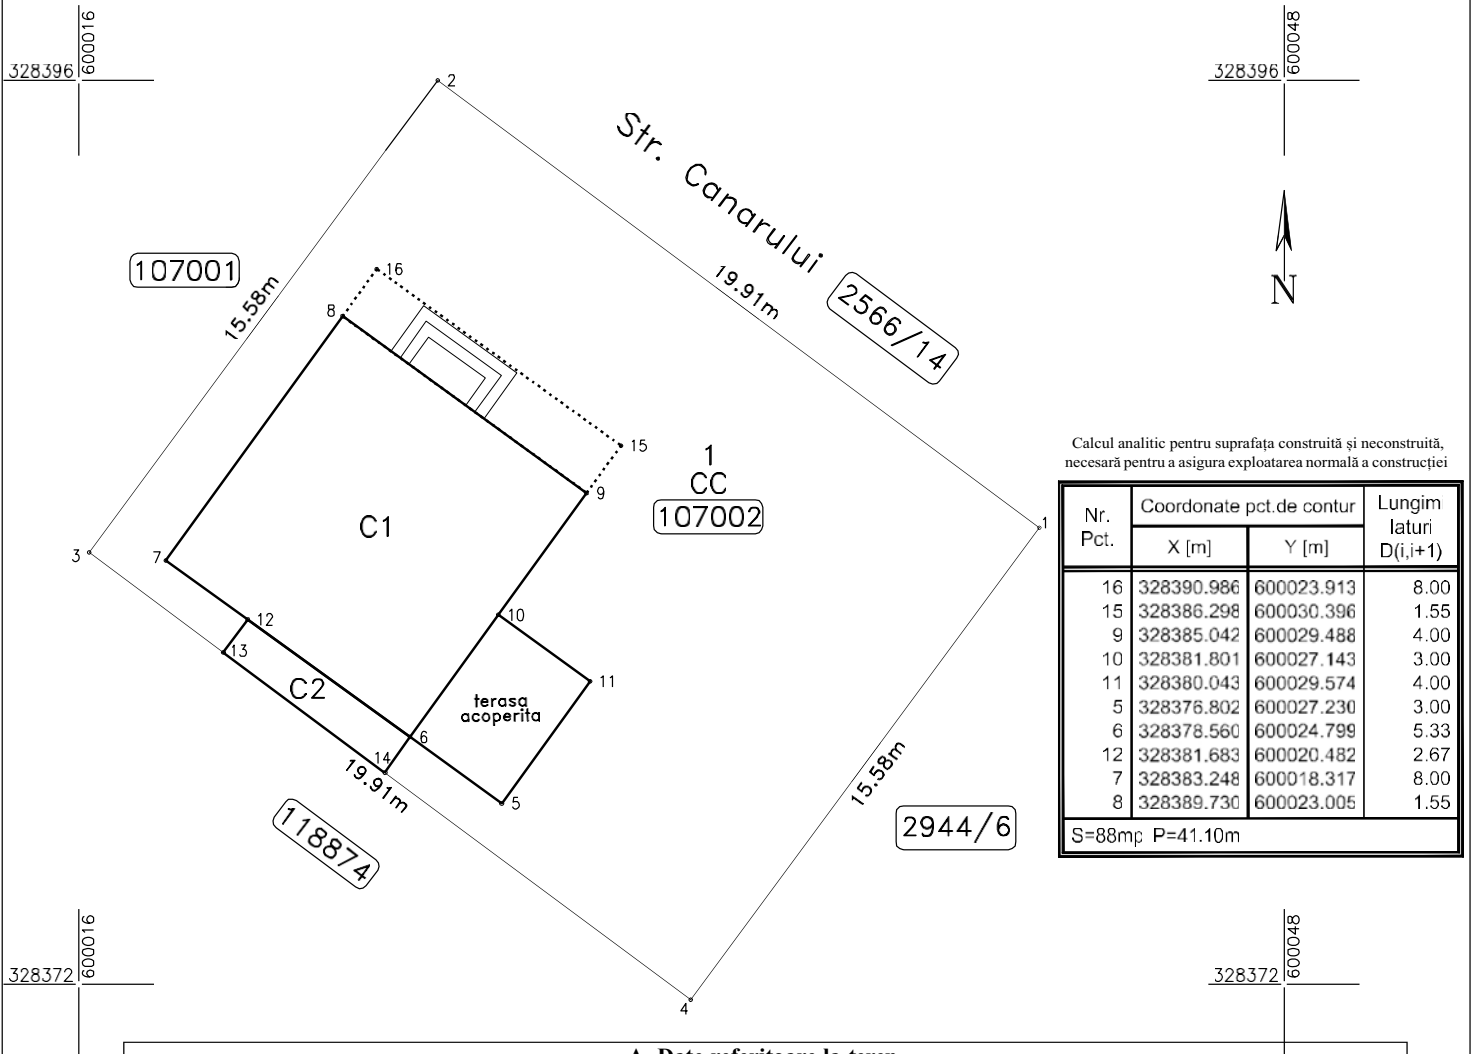 600016
328396
600048
328396
2
Str. Canarului
2566/14
19.91m
107001
15.58m
16
8
N
15
1
CC
107002
9
1
C1
3
7
12
10
13
C2
11
terasa
acoperita
6
14
19.91m
5
118874
15.58m
2944/6
4
Calcul analitic pentru suprafața construită și neconstruită,
necesară pentru a asigura exploatarea normală a construcției
Nr. Pct. Coordonate pct.de contur Lungimi laturi D(i,i+1)
X [m] Y [m]
16 328390.986 600023.913 8.00
15 328386.298 600030.396 1.55
9 328385.042 600029.488 4.00
10 328381.801 600027.143 3.00
11 328380.043 600029.574 4.00
5 328376.802 600027.230 3.00
6 328378.560 600024.799 5.33
12 328381.683 600020.482 2.67
7 328383.248 600018.317 8.00
8 328389.730 600023.005 1.55
S=88mp P=41.10m
600016
328372
600048
328372